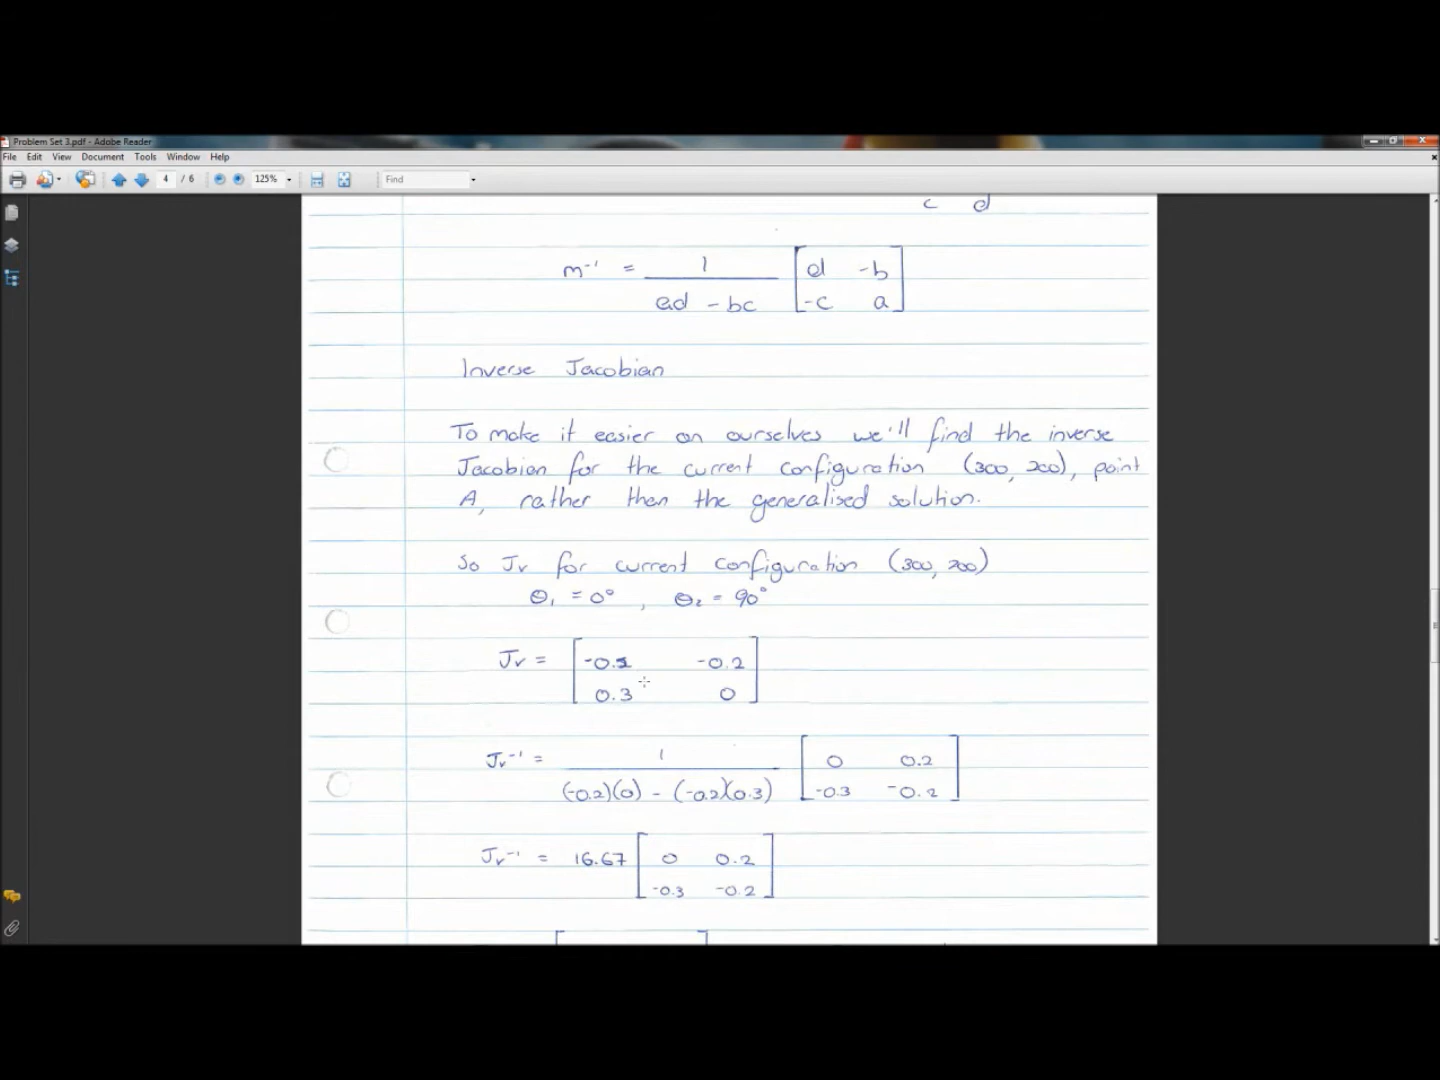 Problem Set 3.pdf - Adobe Reader
File Edit View Document Tools Window Help
4 / 6 125% Find
c d
m⁻¹ = 1 / (ad - bc) [d -b
-c a]
Inverse Jacobian
To make it easier on ourselves we'll find the inverse
Jacobian for the current configuration (300, 200), point
A, rather than the generalised solution.
So Jv for current configuration (300, 200)
θ₁ = 0° , θ₂ = 90°
Jv = [-0.2 -0.2
0.3 0]
Jv⁻¹ = 1 / ((-0.2)(0) - (-0.2)(0.3)) [0 0.2
-0.3 -0.2]
Jv⁻¹ = 16.67 [0 0.2
-0.3 -0.2]